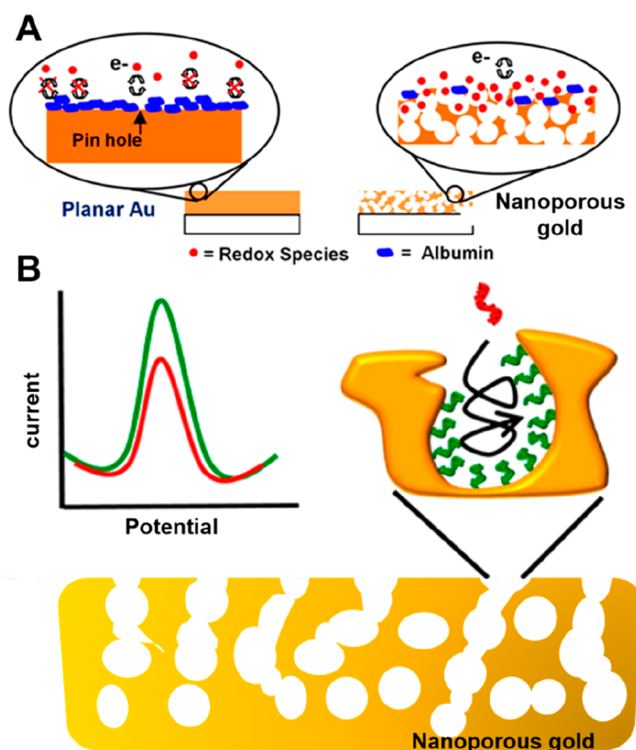 A
e-
e-
Pin hole
Planar Au
Nanoporous
gold
= Redox Species
= Albumin
B
current
Potential
Nanoporous gold